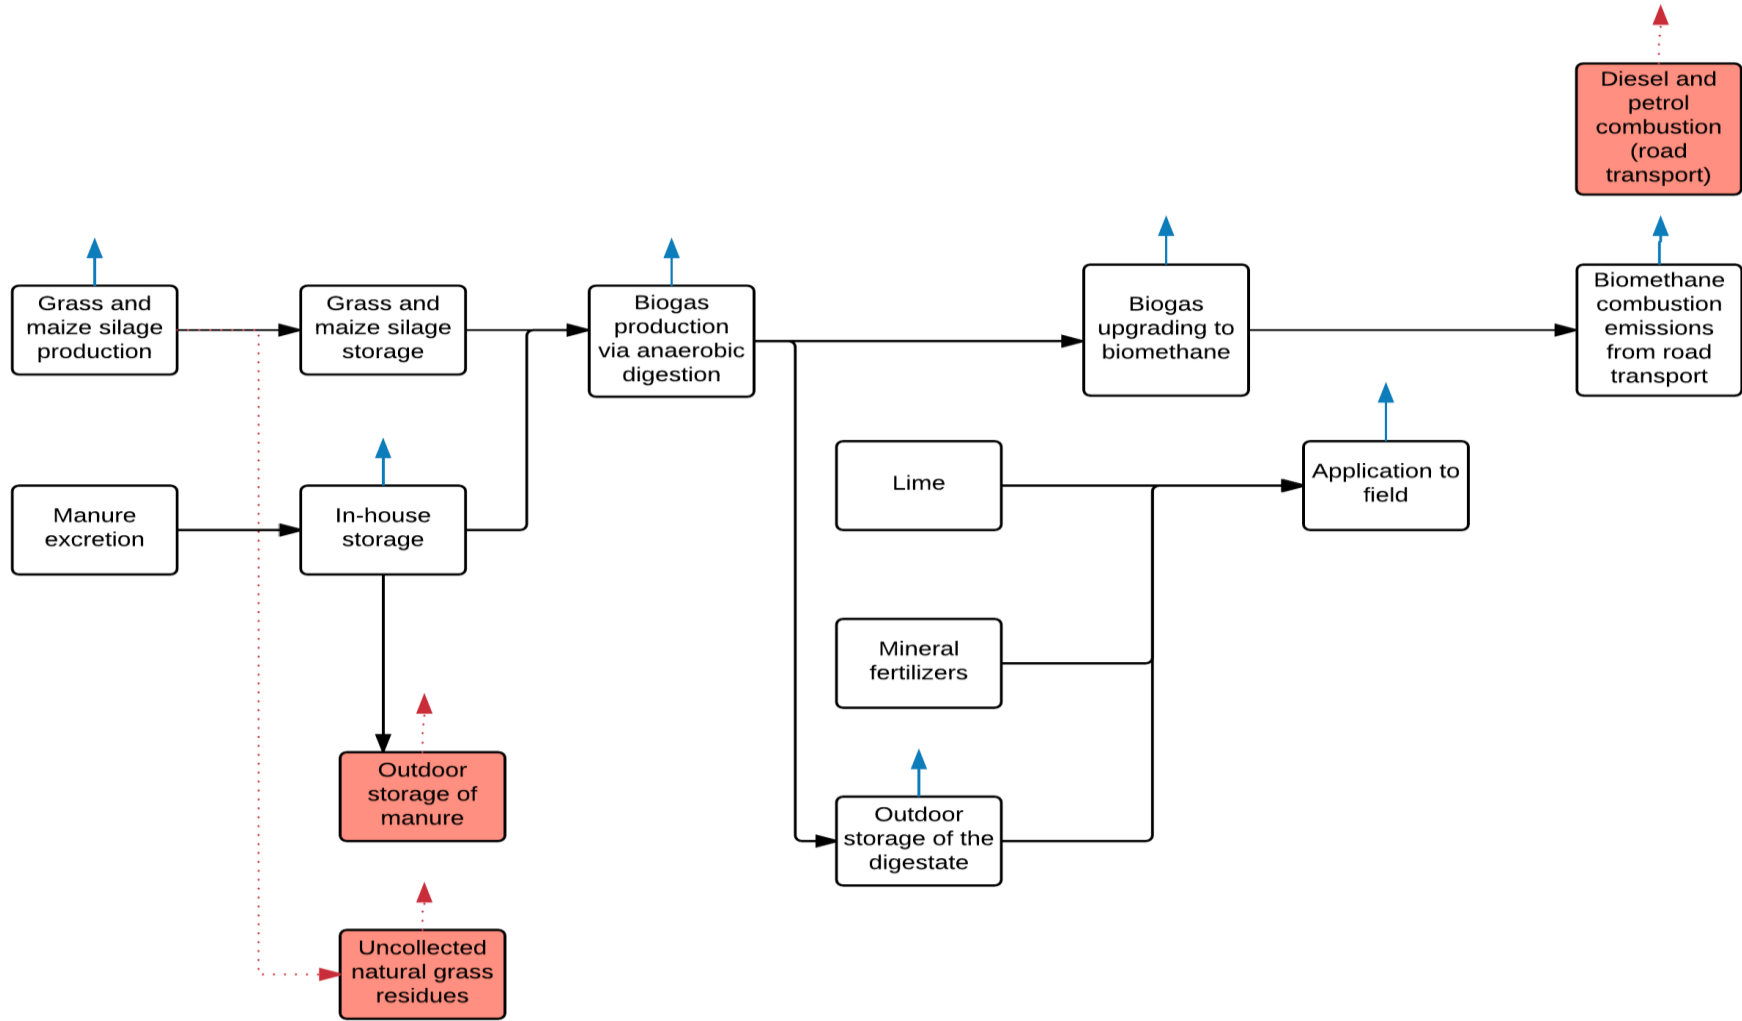 Diesel and
petrol
combustion
(road
transport)
Grass and
maize silage
production
Grass and
maize silage
storage
Biogas
production
via anaerobic
digestion
Biogas
upgrading to
biomethane
Biomethane
combustion
emissions
from road
transport
Manure
excretion
In-house
storage
Lime
Application to
field
Mineral
fertilizers
Outdoor
storage of
manure
Outdoor
storage of the
digestate
Uncollected
natural grass
residues